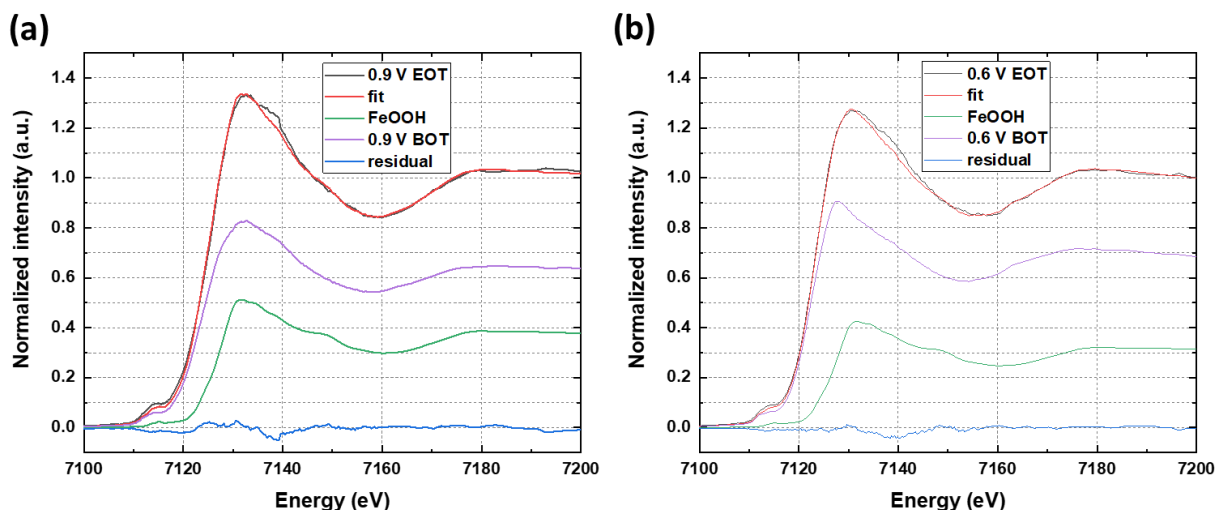 (a)
1.4
1.2
1.0
0.8
0.6
0.4
0.2
0.0
Normalized intensity (a.u.)
0.9 V EOT
fit
FeOOH
0.9 V BOT
residual
7100 7120 7140 7160 7180 7200
Energy (eV)
(b)
1.4
1.2
1.0
0.8
0.6
0.4
0.2
0.0
Normalized intensity (a.u.)
0.6 V EOT
fit
FeOOH
0.6 V BOT
residual
7100 7120 7140 7160 7180 7200
Energy (eV)